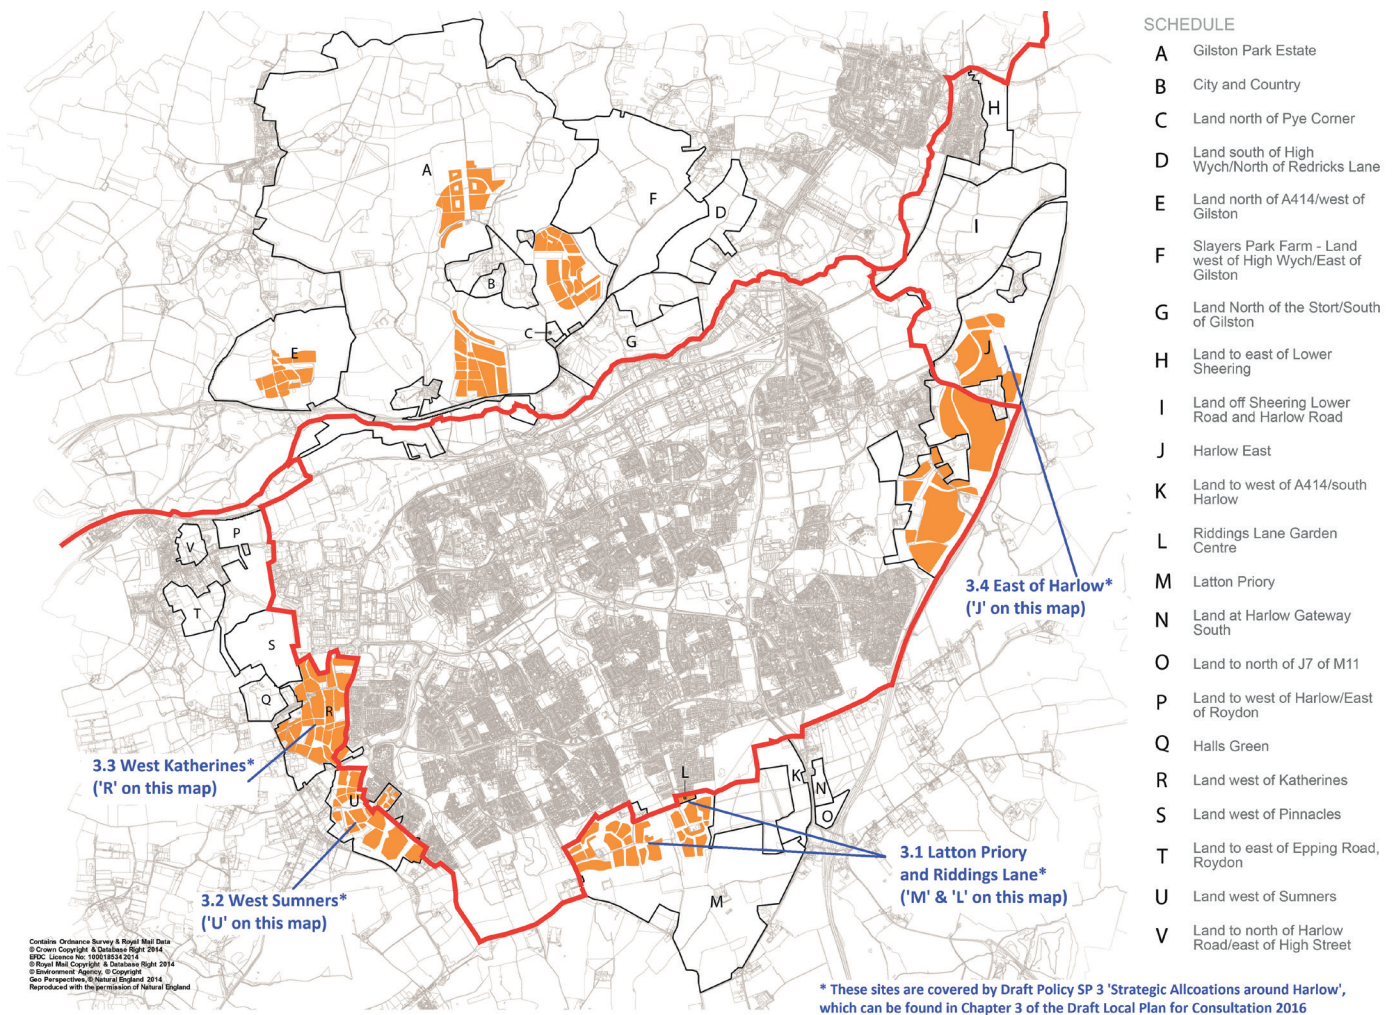 SCHEDULE
A Gilston Park Estate
B City and Country
C Land north of Pye Corner
D Land south of High
Wych/North of Redricks Lane
E Land north of A414/west of
Gilston
F Slayers Park Farm - Land
west of High Wych/East of
Gilston
G Land North of the Stort/South
of Gilston
H Land to east of Lower
Sheering
I Land off Sheering Lower
Road and Harlow Road
J Harlow East
K Land to west of A414/south
Harlow
L Riddings Lane Garden
Centre
M Latton Priory
N Land at Harlow Gateway
South
O Land to north of J7 of M11
P Land to west of Harlow/East
of Roydon
Q Halls Green
R Land west of Katherines
S Land west of Pinnacles
T Land to east of Epping Road,
Roydon
U Land west of Sumners
V Land to north of Harlow
Road/east of High Street
H
A
F
D
I
B
C
G
E
J
P
V
T
S
Q
R
U
L
K
N
O
M
3.4 East of Harlow*
('J' on this map)
3.3 West Katherines*
('R' on this map)
3.2 West Sumners*
('U' on this map)
3.1 Latton Priory
and Riddings Lane*
('M' & 'L' on this map)
Contains Ordnance Survey & Royal Mail Data
© Crown Copyright & Database Right 2014
EFDC Licence No: 100018534 2014
© Royal Mail Copyright & Database Right 2014
© Environment Agency, © Copyright
Geo Perspectives, © Natural England 2014
Reproduced with the permission of Natural England
* These sites are covered by Draft Policy SP 3 'Strategic Allcoations around Harlow',
which can be found in Chapter 3 of the Draft Local Plan for Consultation 2016